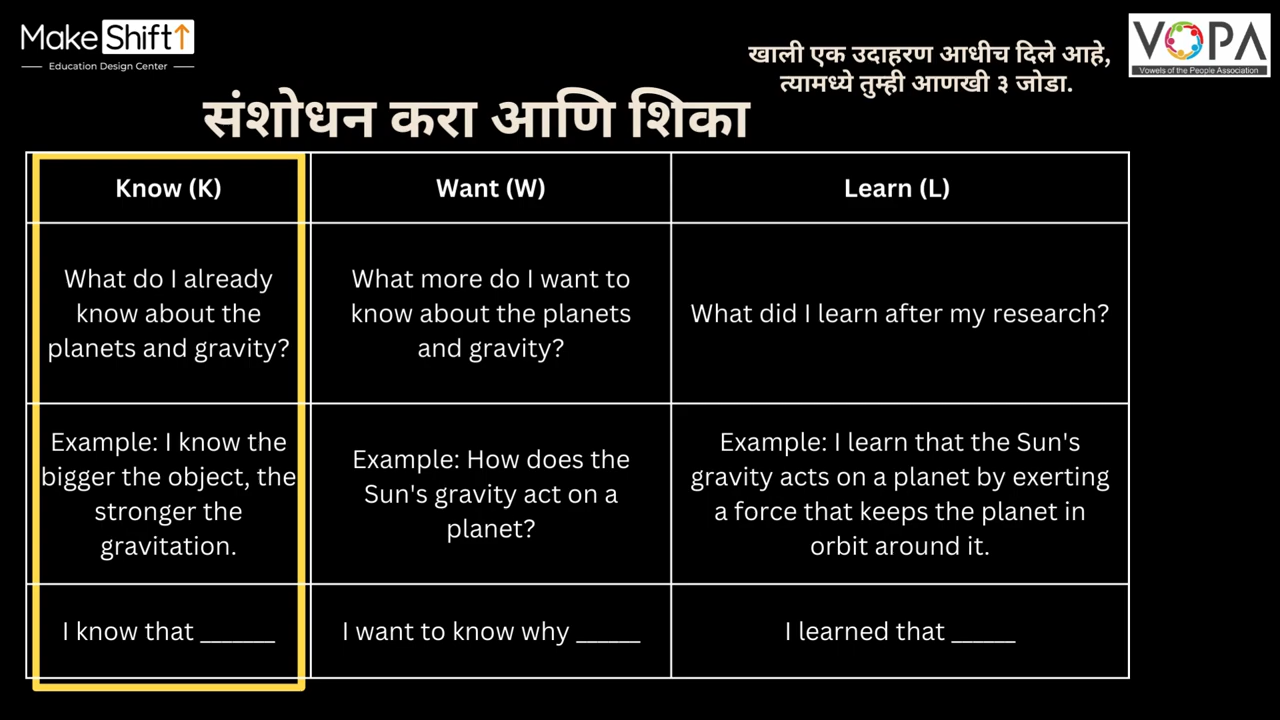 Make Shift↑
Education Design Center
खाली एक उदाहरण आधीच दिले आहे,
त्यामध्ये तुम्ही आणखी ३ जोडा.
VOPA
Vowels of the People Association
संशोधन करा आणि शिका
Know (K)
Want (W)
Learn (L)
What do I already
know about the
planets and gravity?
What more do I want to
know about the planets
and gravity?
What did I learn after my research?
Example: I know the
bigger the object, the
stronger the
gravitation.
Example: How does the
Sun's gravity act on a
planet?
Example: I learn that the Sun's
gravity acts on a planet by exerting
a force that keeps the planet in
orbit around it.
I know that ______
I want to know why _____
I learned that _____